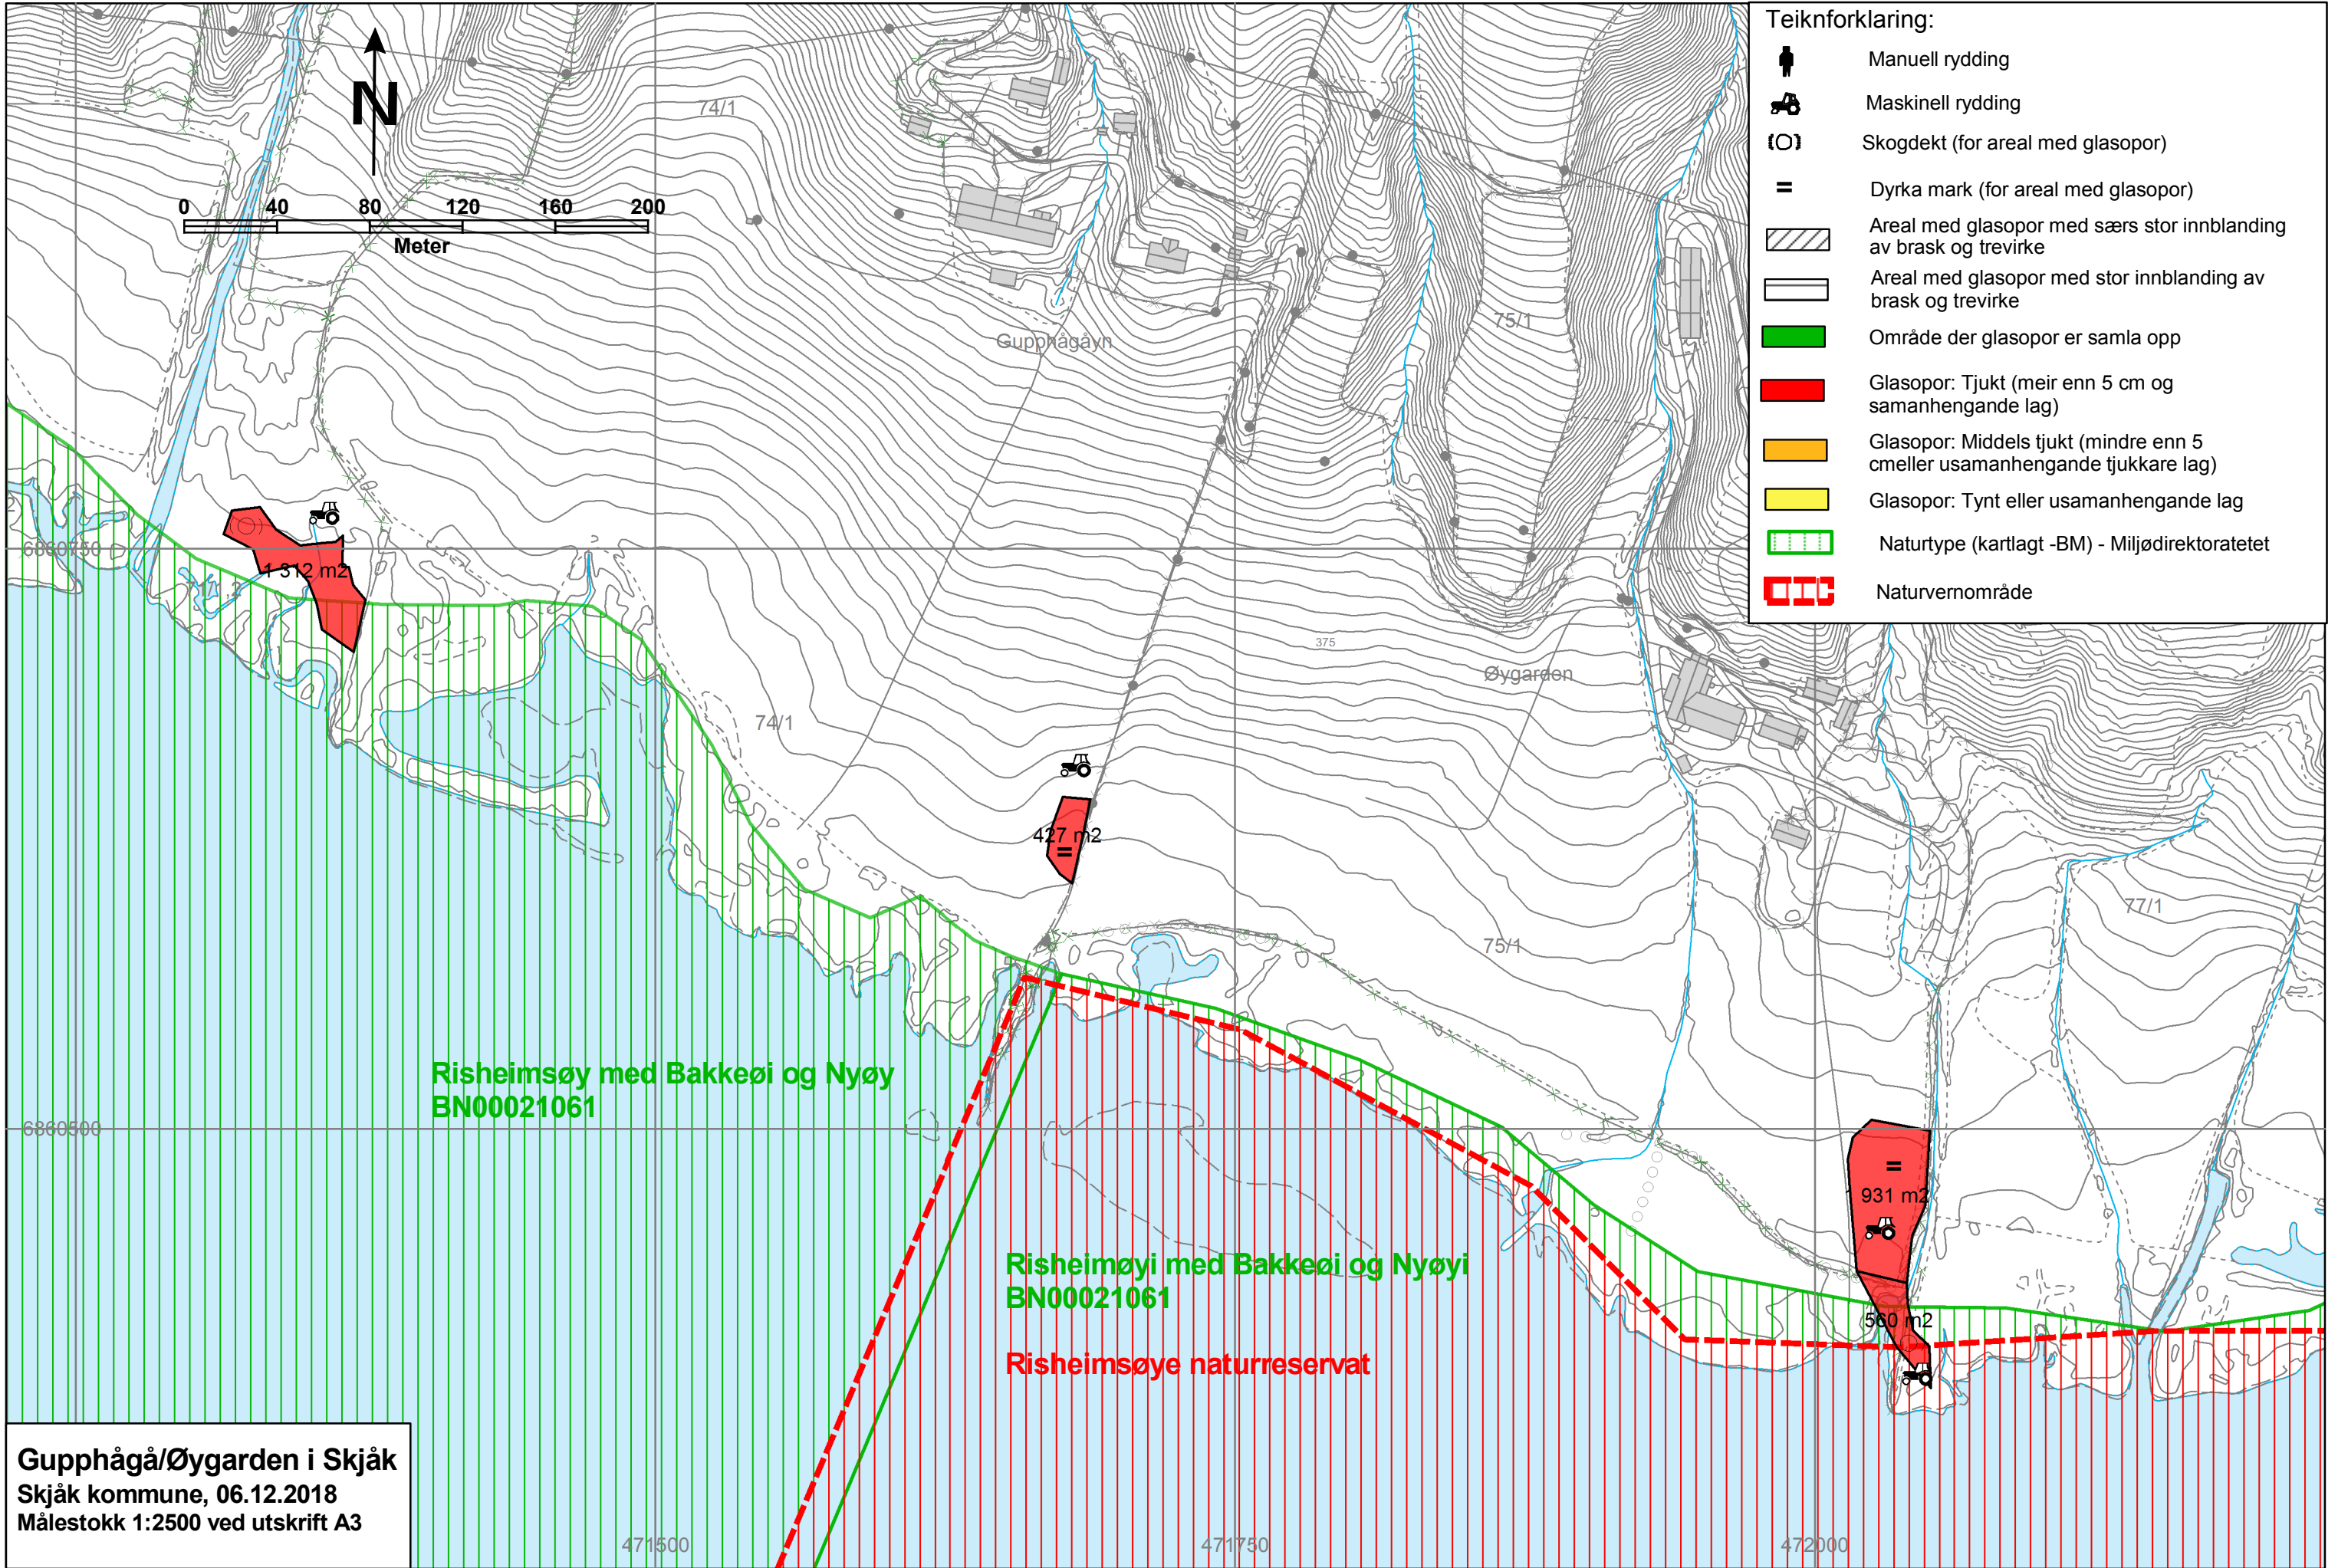 Teiknforklaring:
Manuell rydding
Maskinell rydding
Skogdekt (for areal med glasopor)
Dyrka mark (for areal med glasopor)
Areal med glasopor med særs stor innblanding
av brask og trevirke
Areal med glasopor med stor innblanding av
brask og trevirke
Område der glasopor er samla opp
Glasopor: Tjukt (meir enn 5 cm og
samanhengande lag)
Glasopor: Middels tjukt (mindre enn 5
cmeller usamanhengande tjukkare lag)
Glasopor: Tynt eller usamanhengande lag
Naturtype (kartlagt -BM) - Miljødirektoratetet
Naturvernområde
N
0 40 80 120 160 200
Meter
74/1
75/1
Gupphågåyn
6860750
1 312 m2
375
Øygarden
74/1
427 m2
77/1
75/1
Risheimsøy med Bakkeøi og Nyøy
BN00021061
6860500
931 m2
Risheimøyi med Bakkeøi og Nyøyi
BN00021061
560 m2
Risheimsøye naturreservat
Gupphågå/Øygarden i Skjåk
Skjåk kommune, 06.12.2018
Målestokk 1:2500 ved utskrift A3
471500
471750
472000